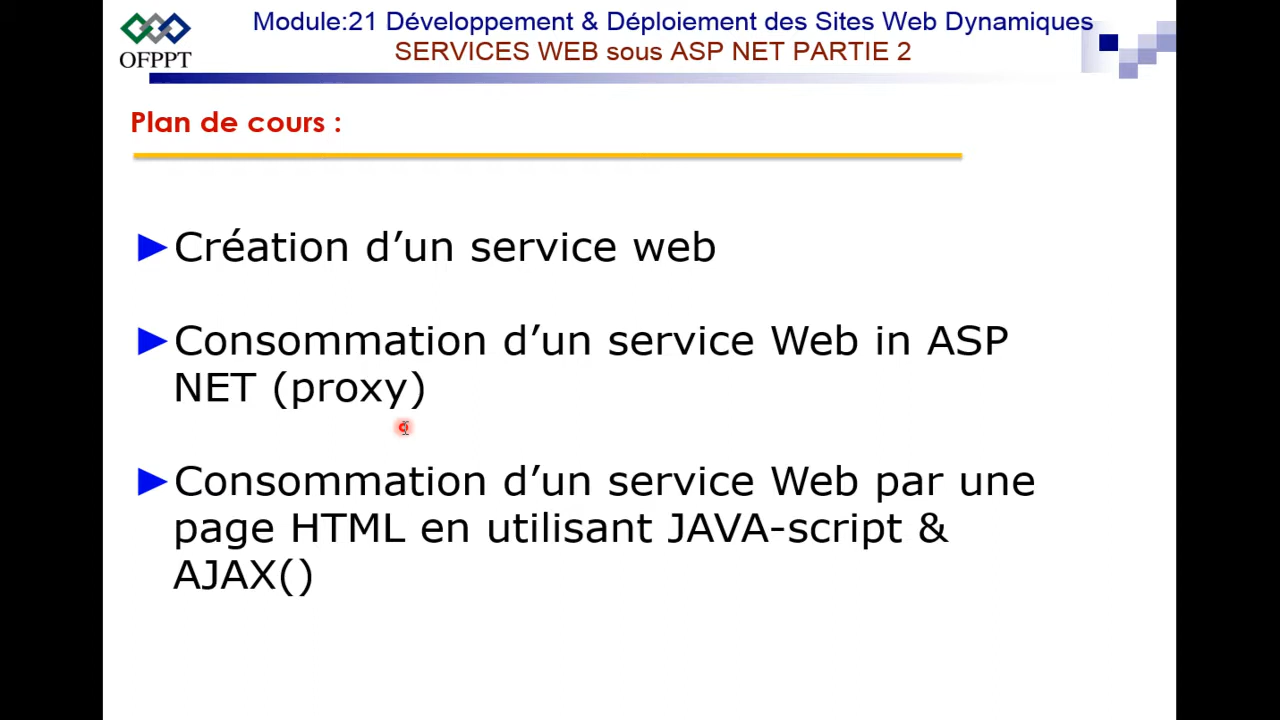 Module:21 Développement & Déploiement des Sites Web Dynamiques
SERVICES WEB sous ASP NET PARTIE 2
OFPPT
Plan de cours :
►Création d’un service web
►Consommation d’un service Web in ASP
NET (proxy)
►Consommation d’un service Web par une
page HTML en utilisant JAVA-script &
AJAX()